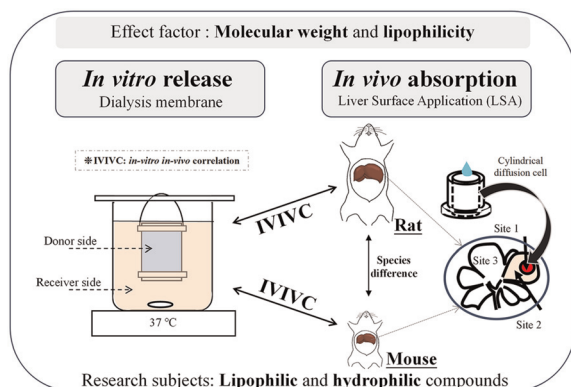 Effect factor : Molecular weight and lipophilicity
In vitro release
Dialysis membrane
In vivo absorption
Liver Surface Application (LSA)
❈IVIVC: in-vitro in-vivo correlation
Donor side
Receiver side
37 ℃
IVIVC
IVIVC
Rat
Species
difference
Mouse
Cylindrical
diffusion cell
Site 1
Site 3
Site 2
Research subjects: Lipophilic and hydrophilic compounds